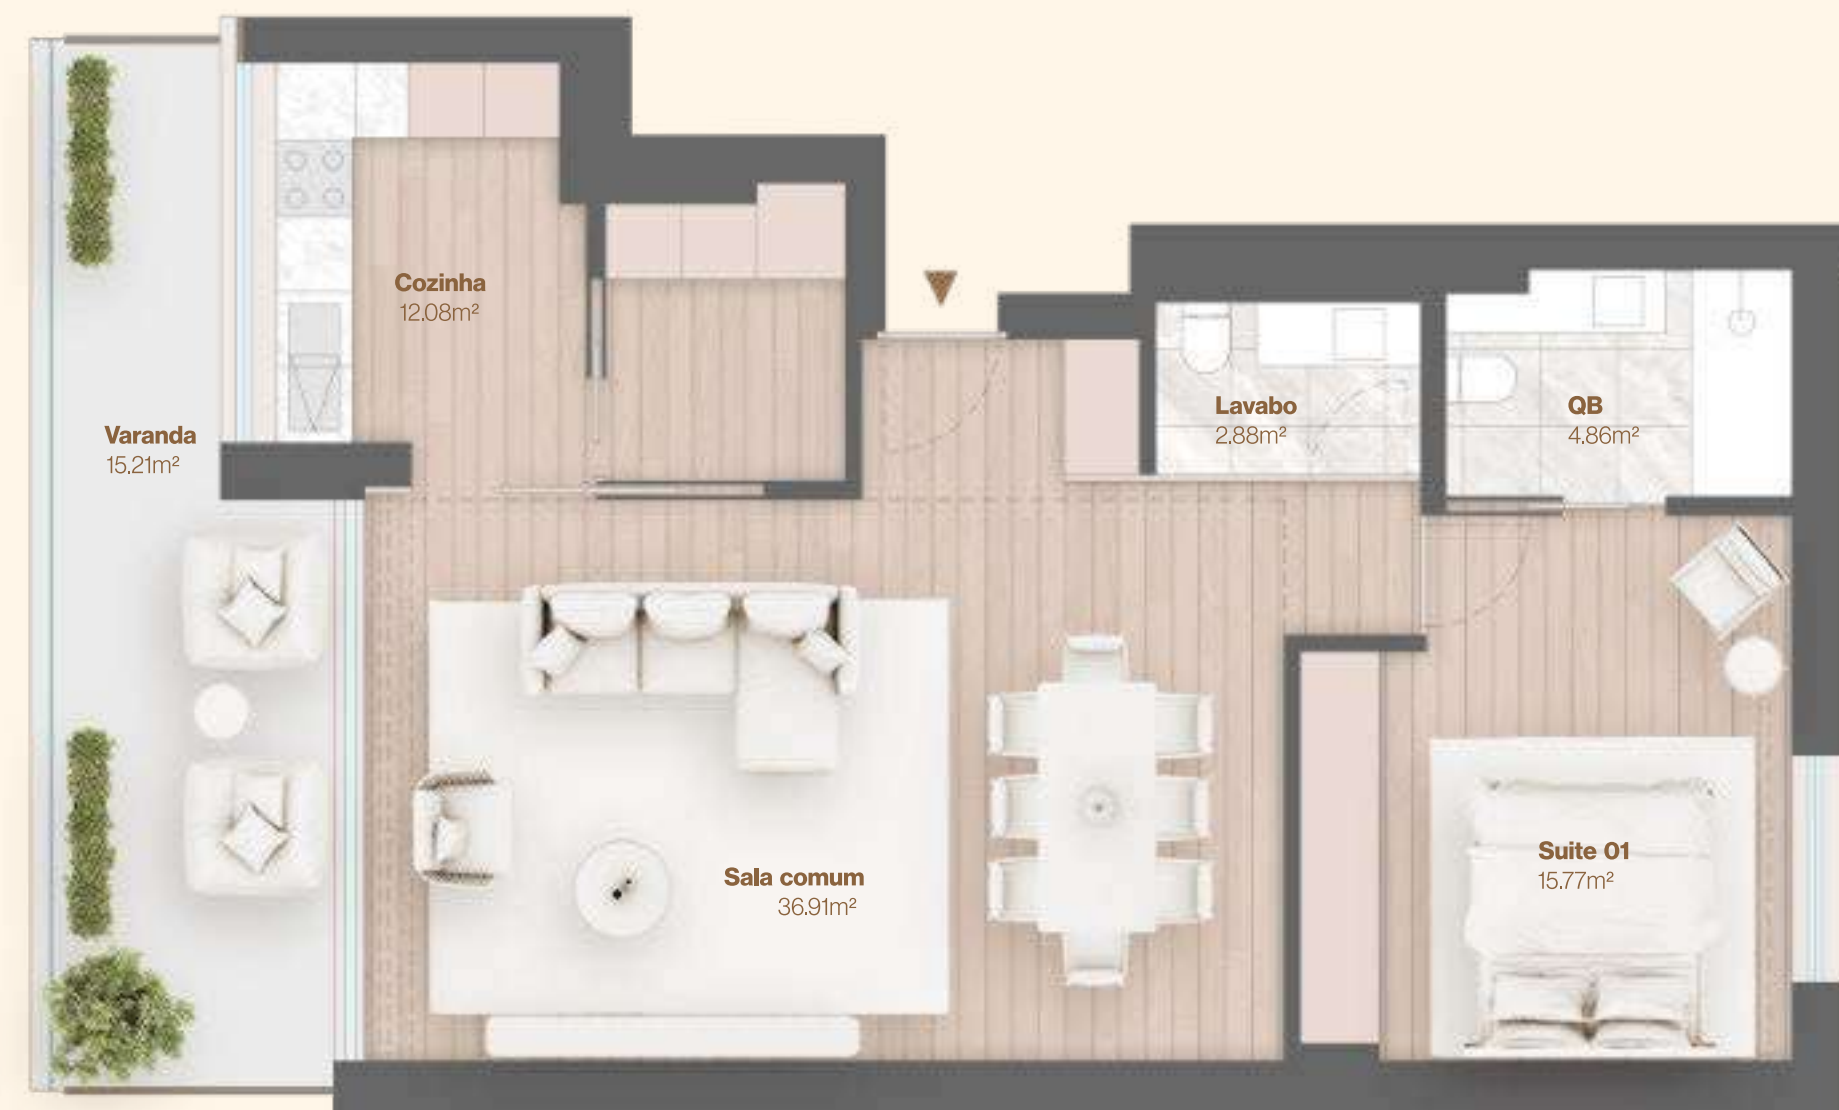 Cozinha
12.08m²
Varanda
15.21m²
Lavabo
2.88m²
QB
4.86m²
Sala comum
36.91m²
Suite 01
15.77m²